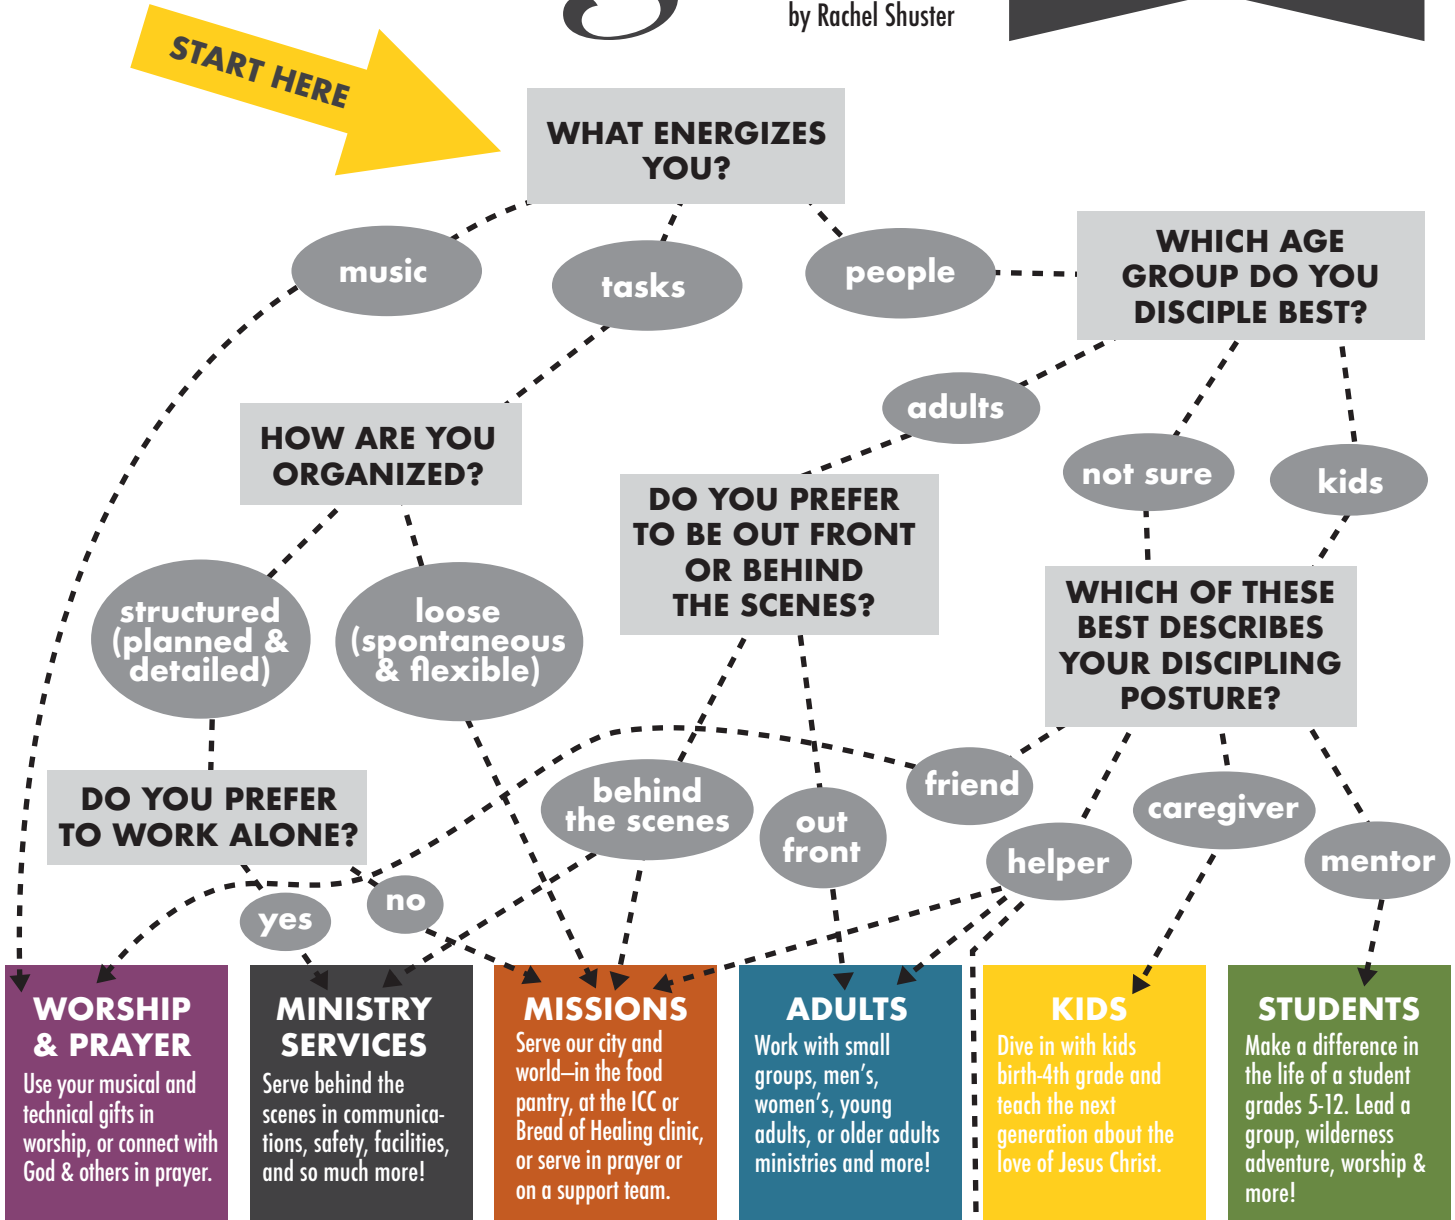 by Rachel Shuster
START HERE
WHAT ENERGIZES
YOU?
music
tasks
people
WHICH AGE
GROUP DO YOU
DISCIPLE BEST?
adults
not sure
kids
HOW ARE YOU
ORGANIZED?
DO YOU PREFER
TO BE OUT FRONT
OR BEHIND
THE SCENES?
WHICH OF THESE
BEST DESCRIBES
YOUR DISCIPLING
POSTURE?
structured
(planned &
detailed)
loose
(spontaneous
& flexible)
DO YOU PREFER
TO WORK ALONE?
behind
the scenes
out
front
friend
helper
caregiver
mentor
yes
no
WORSHIP
& PRAYER
Use your musical and
technical gifts in
worship, or connect with
God & others in prayer.
MINISTRY
SERVICES
Serve behind the
scenes in communica-
tions, safety, facilities,
and so much more!
MISSIONS
Serve our city and
world–in the food
pantry, at the ICC or
Bread of Healing clinic,
or serve in prayer or
on a support team.
ADULTS
Work with small
groups, men's,
women's, young
adults, or older adults
ministries and more!
KIDS
Dive in with kids
birth-4th grade and
teach the next
generation about the
love of Jesus Christ.
STUDENTS
Make a difference in
the life of a student
grades 5-12. Lead a
group, wilderness
adventure, worship &
more!